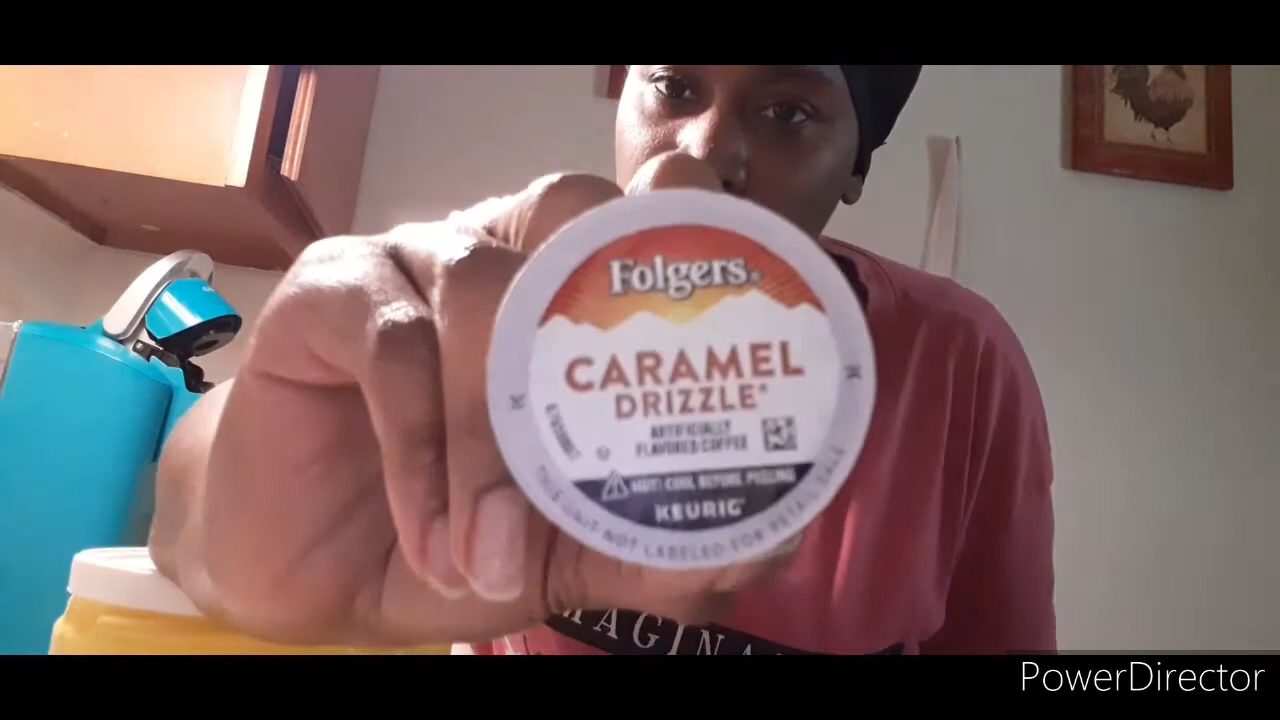 Folgers®
CARAMEL
DRIZZLE®
ARTIFICIALLY
FLAVORED COFFEE
HOT! COOL BEFORE PEELING
KEURIG®
THIS UNIT NOT LABELED FOR RETAIL SALE
MAGINA
PowerDirector